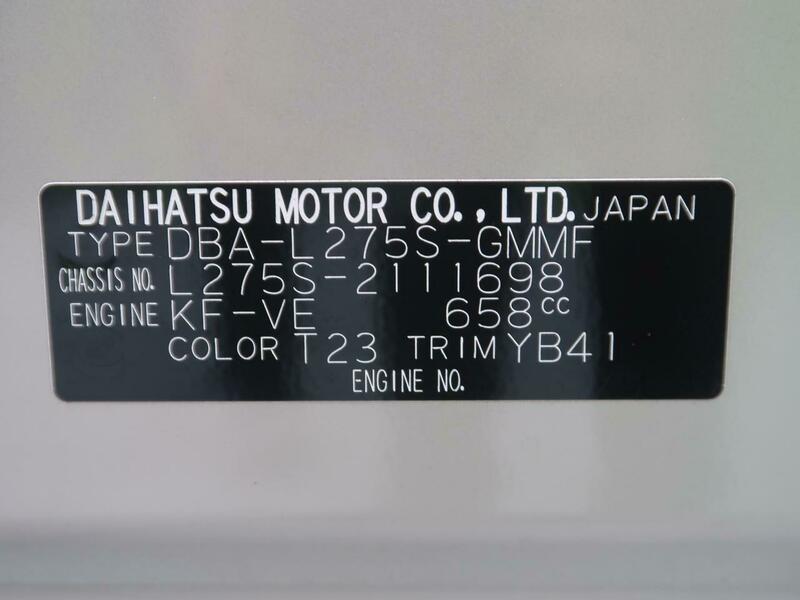 DAIHATSU MOTOR CO., LTD. JAPAN
TYPE DBA-L275S-GMMF
CHASSIS NO. L275S-2111698
ENGINE KF-VE 658cc
COLOR T23 TRIM YB41
ENGINE NO.